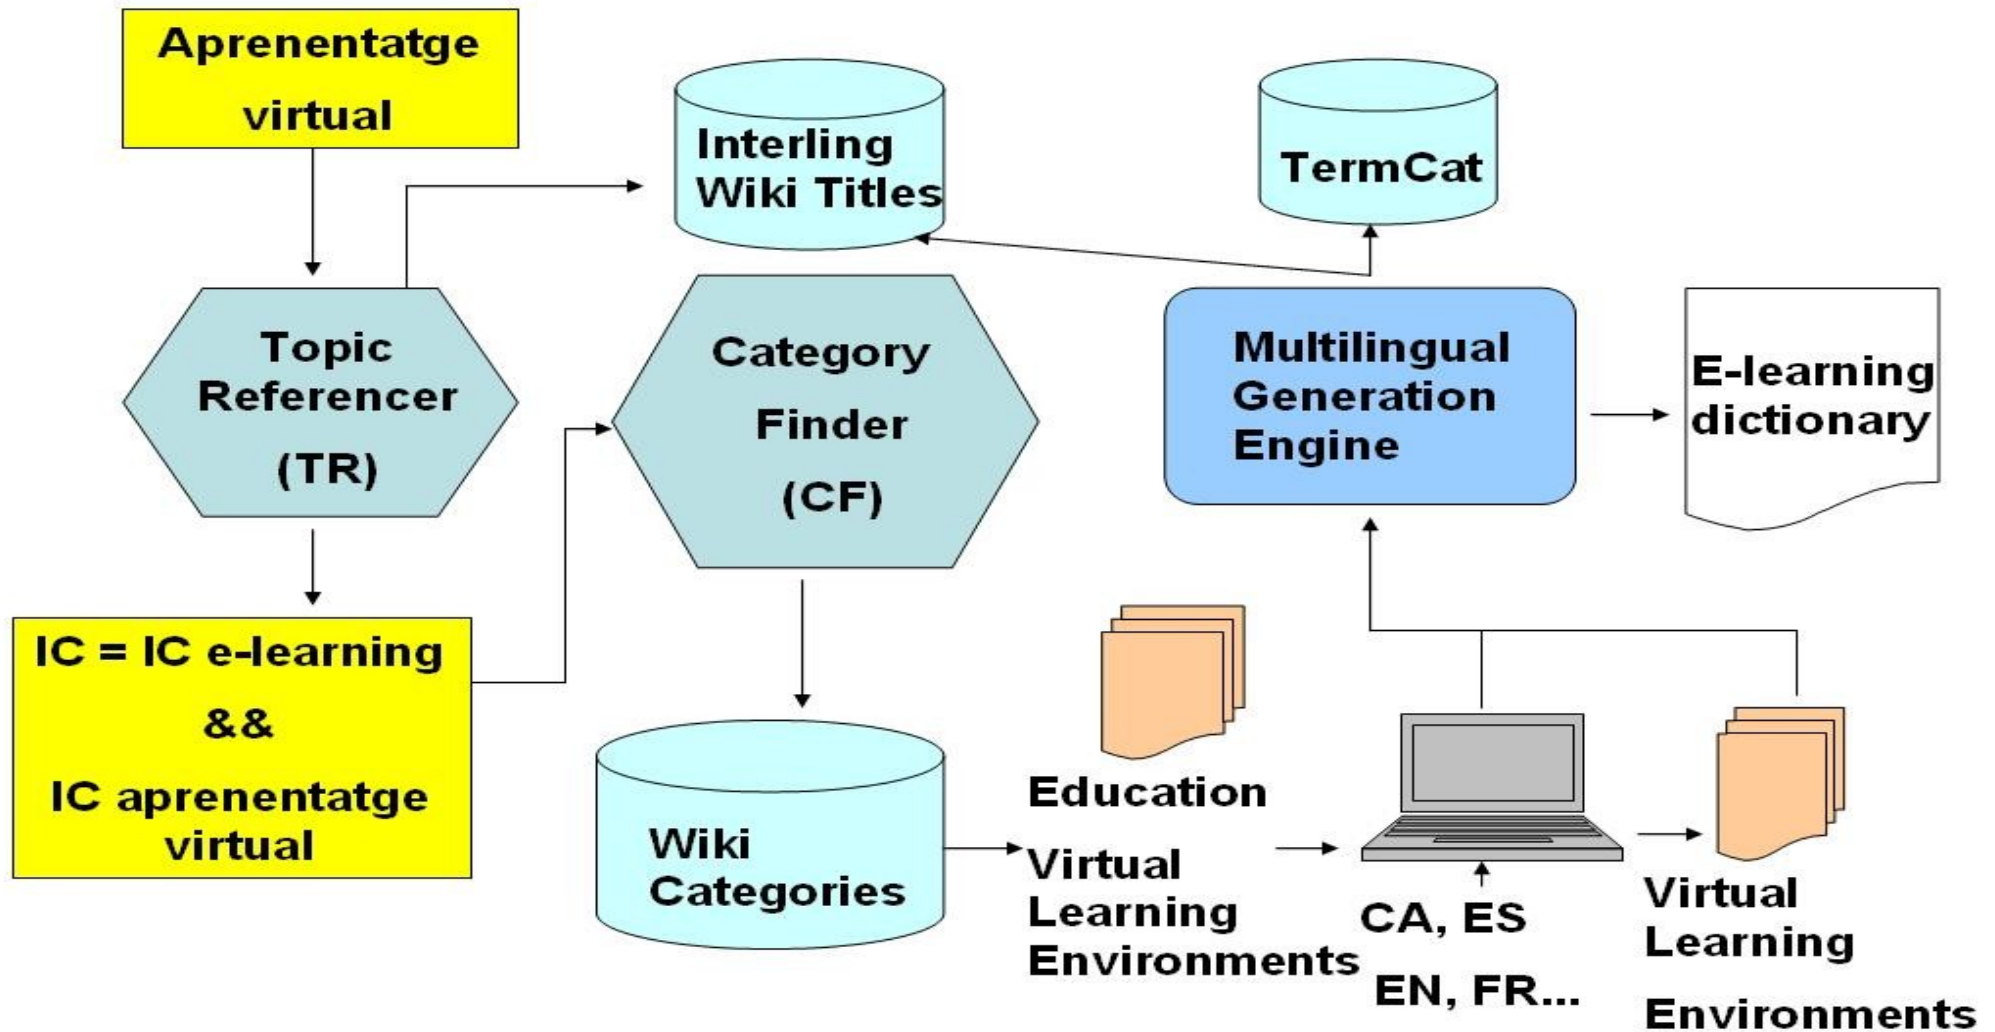 Aprenentatge
virtual
Interling
Wiki Titles
TermCat
Topic
Referencer
(TR)
Category
Finder
(CF)
Multilingual
Generation
Engine
E-learning
dictionary
IC = IC e-learning
&&
IC aprenentatge
virtual
Wiki
Categories
Education
Virtual
Learning
Environments
CA, ES
EN, FR...
Virtual
Learning
Environments